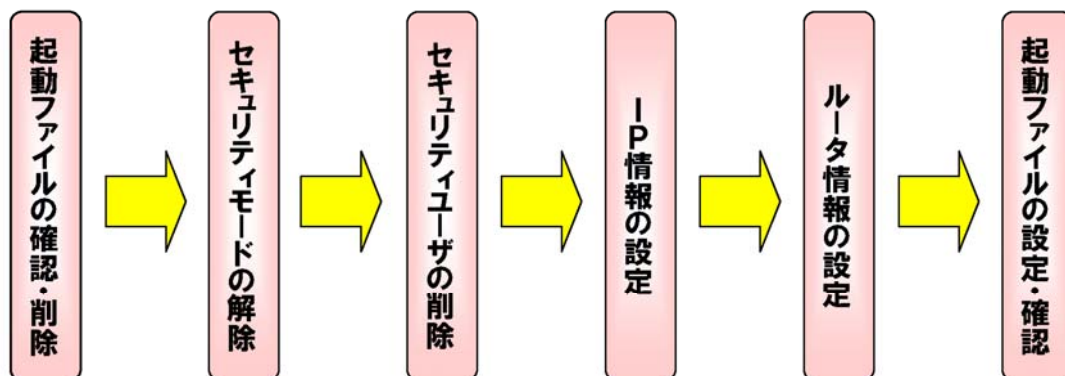 起動ファイルの確認・削除
セキュリティモードの解除
セキュリティユーザの削除
IP情報の設定
ルータ情報の設定
起動ファイルの設定・確認